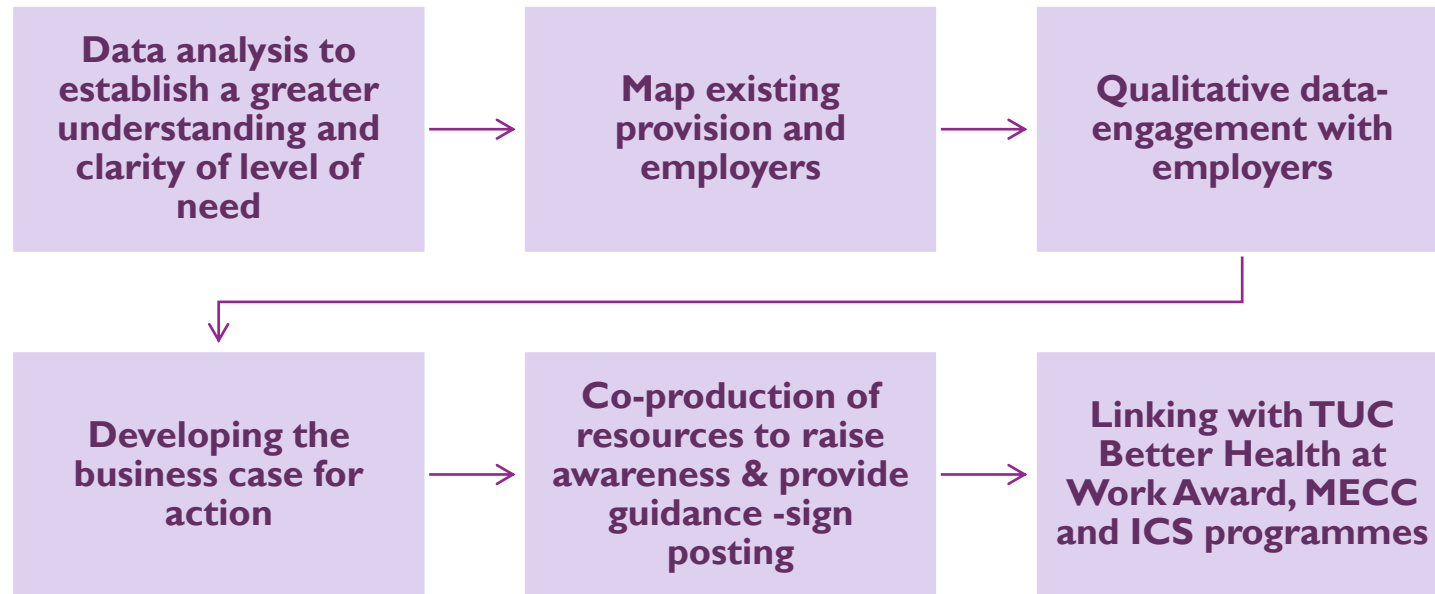 Data analysis to
establish a greater
understanding and
clarity of level of
need
Map existing
provision and
employers
Qualitative data-
engagement with
employers
Developing the
business case for
action
Co-production of
resources to raise
awareness & provide
guidance -sign
posting
Linking with TUC
Better Health at
Work Award, MECC
and ICS programmes